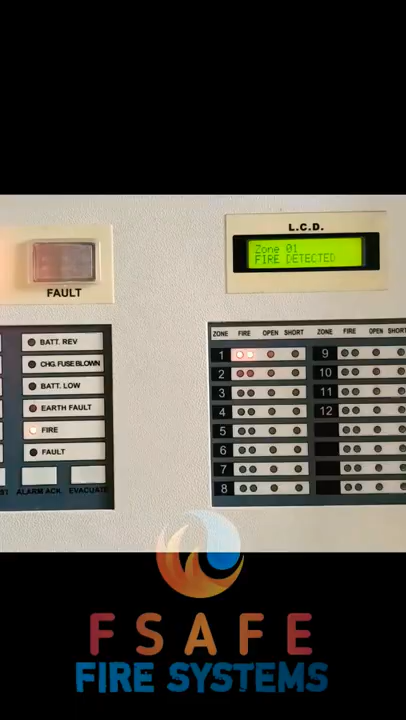 L.C.D.
Zone 01
FIRE DETECTED
FAULT
BATT. REV
CHG. FUSE BLOWN
BATT. LOW
EARTH FAULT
FIRE
FAULT
ALARM ACK.
EVACUATE
ZONE FIRE OPEN SHORT ZONE FIRE OPEN SHORT
1 9
2 10
3 11
4 12
5
6
7
8
FSAFE
FIRE SYSTEMS